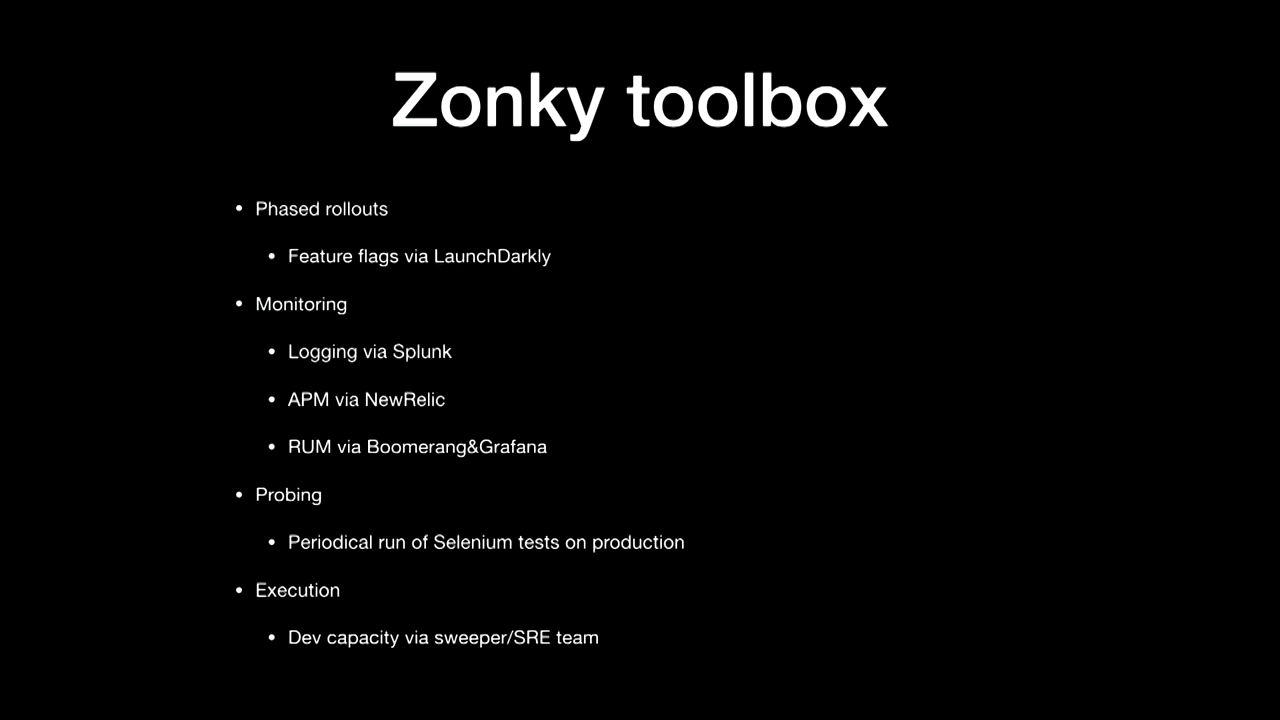 Zonky toolbox
• Phased rollouts
• Feature flags via LaunchDarkly
• Monitoring
• Logging via Splunk
• APM via NewRelic
• RUM via Boomerang&Grafana
• Probing
• Periodical run of Selenium tests on production
• Execution
• Dev capacity via sweeper/SRE team